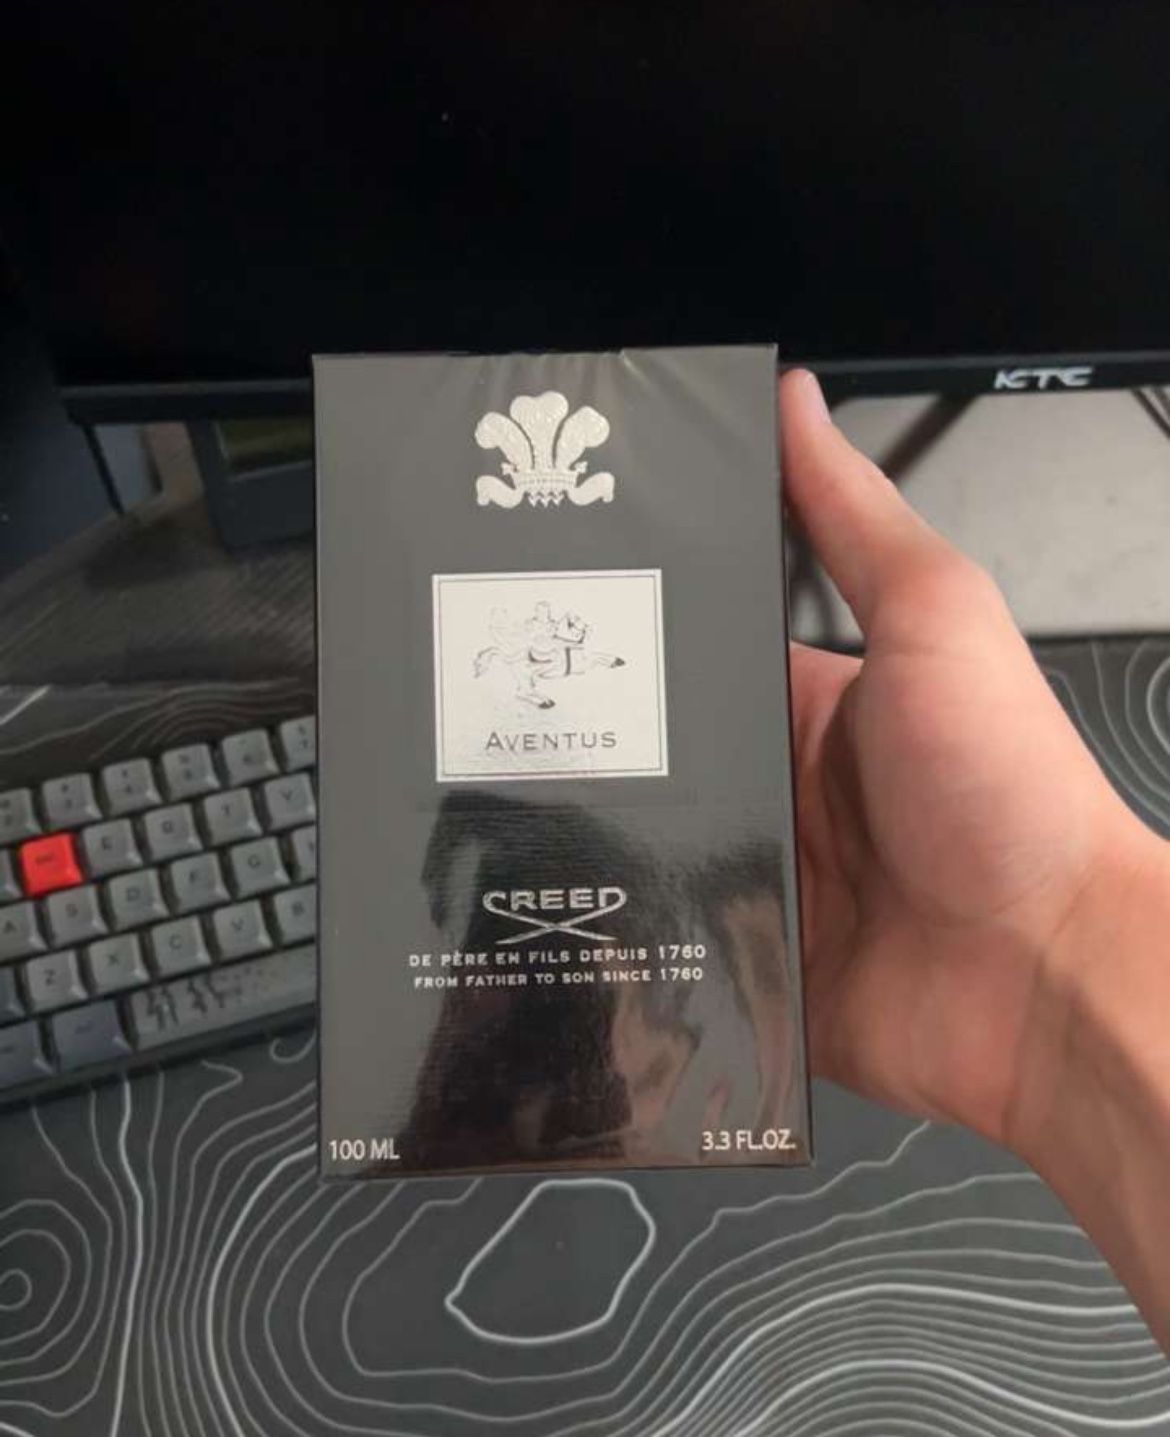 KTC
AVENTUS
CREED
DE PÈRE EN FILS DEPUIS 1760
FROM FATHER TO SON SINCE 1760
100 ML
3.3 FL.OZ.
E R T Y
A S D F G
Z X C V B